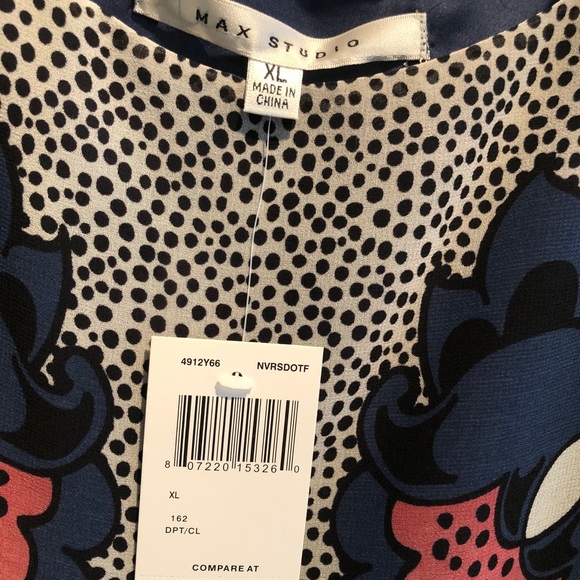 MAX STUDIO
XL
MADE IN
CHINA
4912Y66 NVRSDOTF
8 07220 15326 0
XL
162
DPT/CL
COMPARE AT